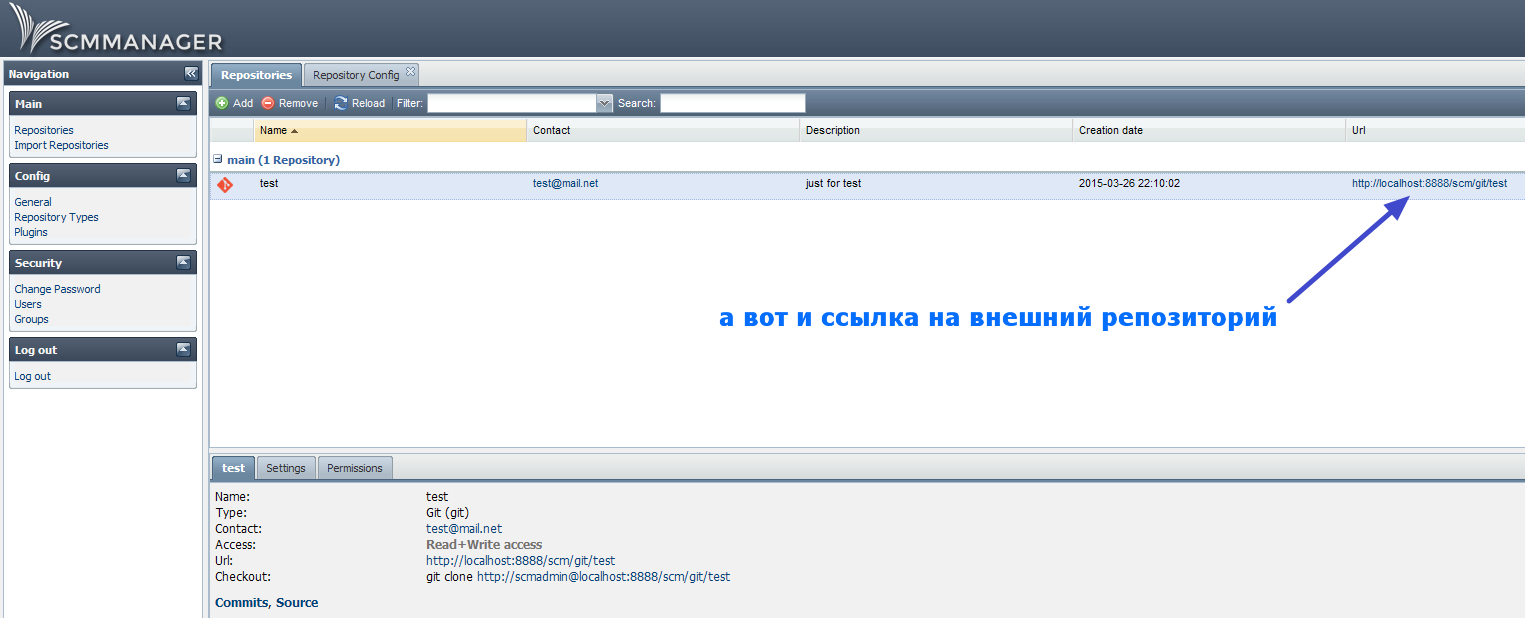 SCMMANAGER
Navigation
Main
Repositories
Import Repositories
Config
General
Repository Types
Plugins
Security
Change Password
Users
Groups
Log out
Log out
Repositories Repository Config
Add Remove Reload Filter: Search:
Name Contact Description Creation date Url
main (1 Repository)
test test@mail.net just for test 2015-03-26 22:10:02 http://localhost:8888/scm/git/test
а вот и ссылка на внешний репозиторий
test Settings Permissions
Name: test
Type: Git (git)
Contact: test@mail.net
Access: Read+Write access
Url: http://localhost:8888/scm/git/test
Checkout: git clone http://scmadmin@localhost:8888/scm/git/test
Commits, Source